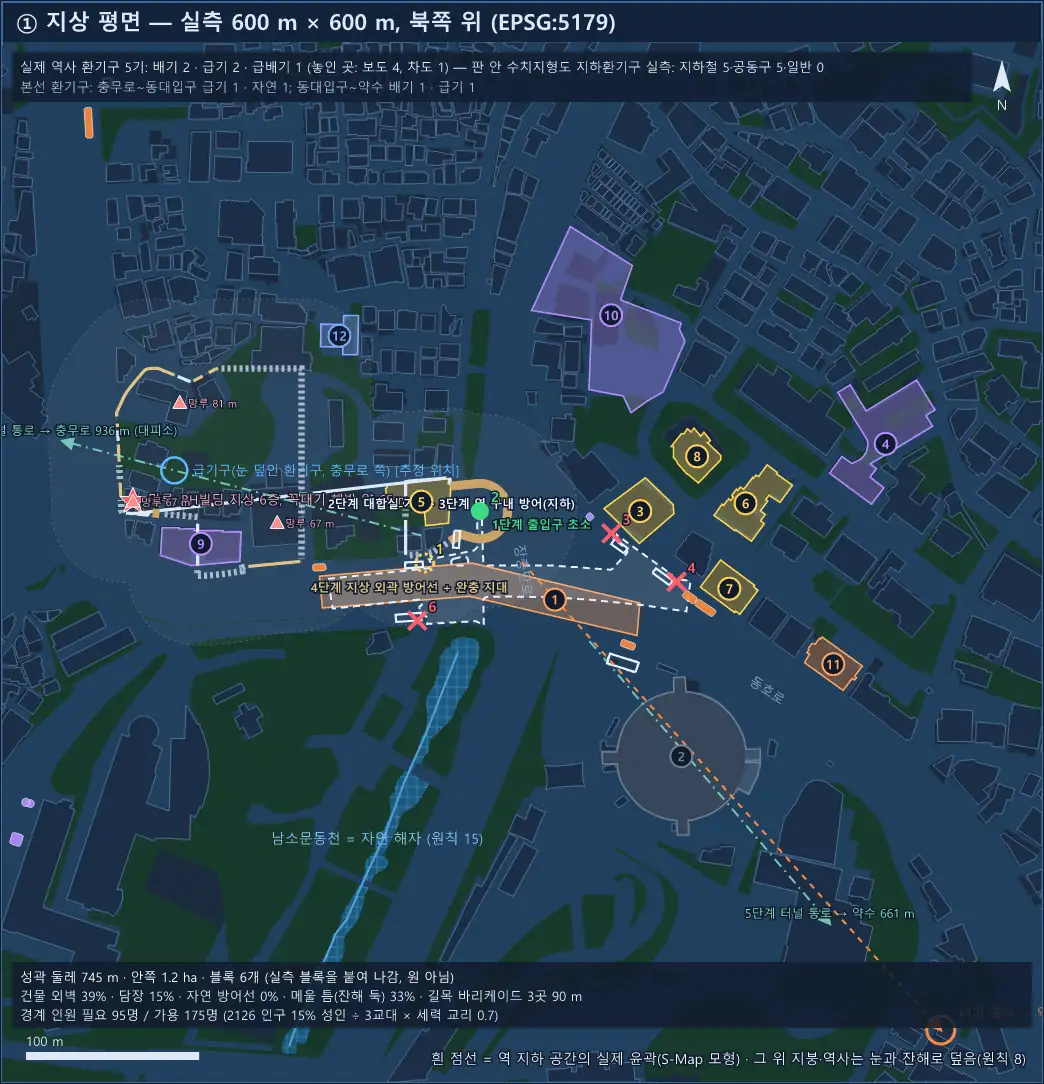 ① 지상 평면 — 실측 600 m × 600 m, 북쪽 위 (EPSG:5179)
실제 역사 환기구 5기: 배기 2 · 급기 2 · 급배기 1 (놓인 곳: 보도 4, 차도 1) — 판 안 수치지형도 지하환기구 실측: 지하철 5·공동구 5·일반 0
본선 환기구: 충무로~동대입구 급기 1 · 자연 1; 동대입구~약수 배기 1 · 급기 1
N
10
12
망루 81 m
4
통로 → 충무로 936 m (대피소)
8
급기구(눈 덮인 환기구, 충무로 쪽) [추정 위치]
망루 67 m
빌딩 지상 6층, 꼭대기
2단계 대합실
5
3단계 역 구내 방어(지하)
2
6
3
1단계 출입구 초소
3
망루 67 m
9
1
장충단로
4
7
4단계 지상 외곽 방어선 + 완충 지대
1
6
11
동호로
2
남소문동천 = 자연 해자 (원칙 15)
5단계 터널 통로 → 약수 661 m
성곽 둘레 745 m · 안쪽 1.2 ha · 블록 6개 (실측 블록을 붙여 나감, 원 아님)
건물 외벽 39% · 담장 15% · 자연 방어선 0% · 메울 틈(잔해 둑) 33% · 길목 바리케이드 3곳 90 m
경계 인원 필요 95명 / 가용 175명 (2126 인구 15% 성인 ÷ 3교대 × 세력 교리 0.7)
100 m
흰 점선 = 역 지하 공간의 실제 윤곽(S-Map 모형) · 그 위 지붕·역사는 눈과 잔해로 덮음(원칙 8)